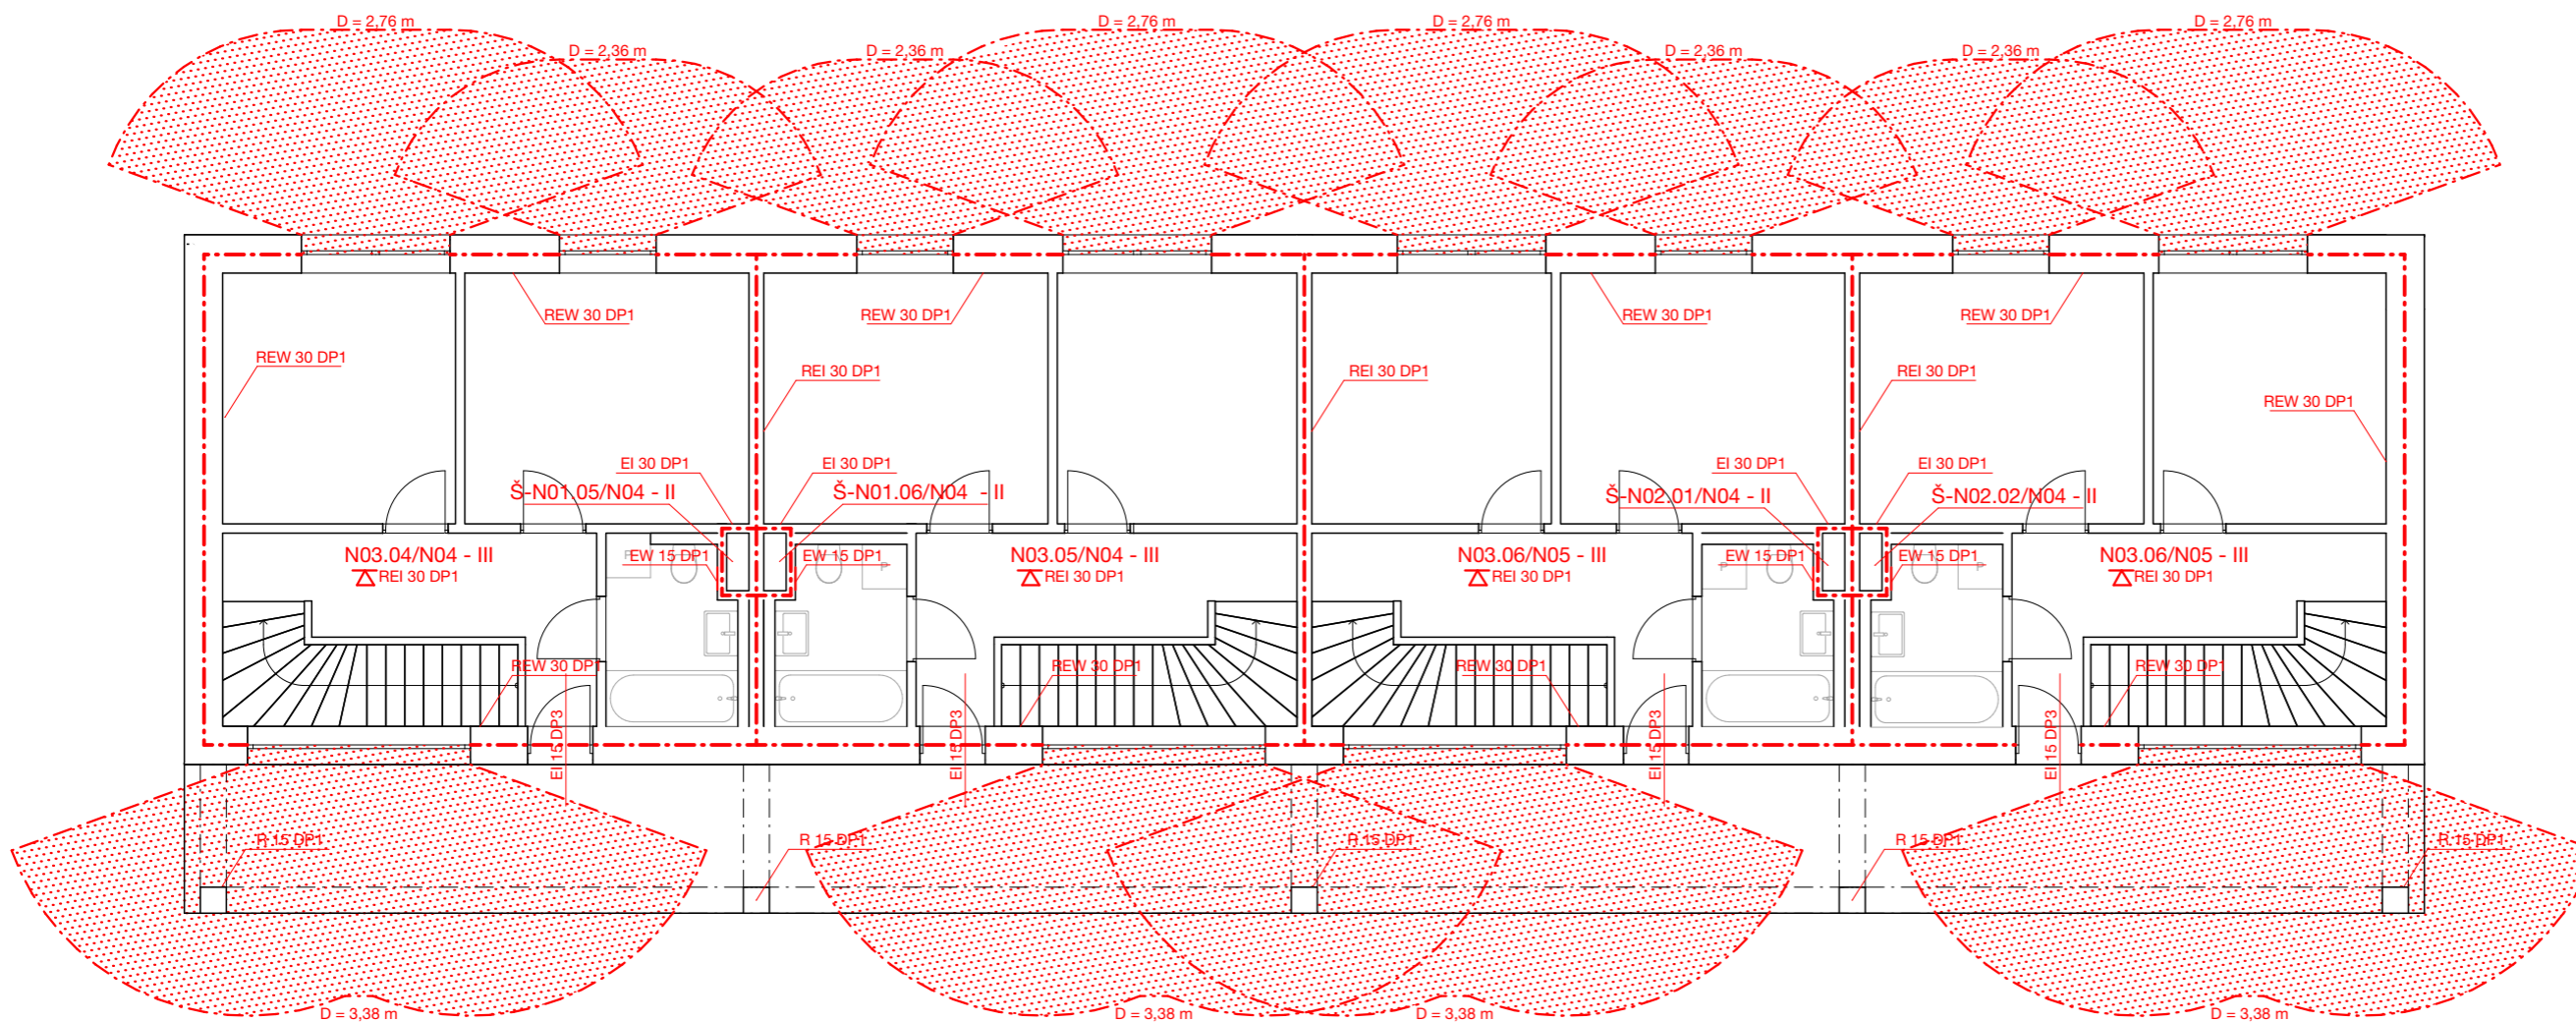 D = 2,76 m
D = 2,76 m
D = 2,76 m
D = 2,76 m
D = 2,36 m
D = 2,36 m
D = 2,36 m
D = 2,36 m
REW 30 DP1
REW 30 DP1
REW 30 DP1
REW 30 DP1
REW 30 DP1
REI 30 DP1
REI 30 DP1
REI 30 DP1
REW 30 DP1
EI 30 DP1
EI 30 DP1
EI 30 DP1
EI 30 DP1
Š-N01.05/N04 - II
Š-N01.06/N04 - II
Š-N02.01/N04 - II
Š-N02.02/N04 - II
N03.04/N04 - III
EW 15 DP1
EW 15 DP1
N03.05/N04 - III
N03.06/N05 - III
EW 15 DP1
EW 15 DP1
N03.06/N05 - III
REI 30 DP1
REI 30 DP1
REI 30 DP1
REI 30 DP1
P
P
P
P
REW 30 DP1
REW 30 DP1
REW 30 DP1
REW 30 DP1
EI 15 DP3
EI 15 DP3
EI 15 DP3
EI 15 DP3
R 15 DP1
R 15 DP1
R 15 DP1
R 15 DP1
R 15 DP1
D = 3,38 m
D = 3,38 m
D = 3,38 m
D = 3,38 m